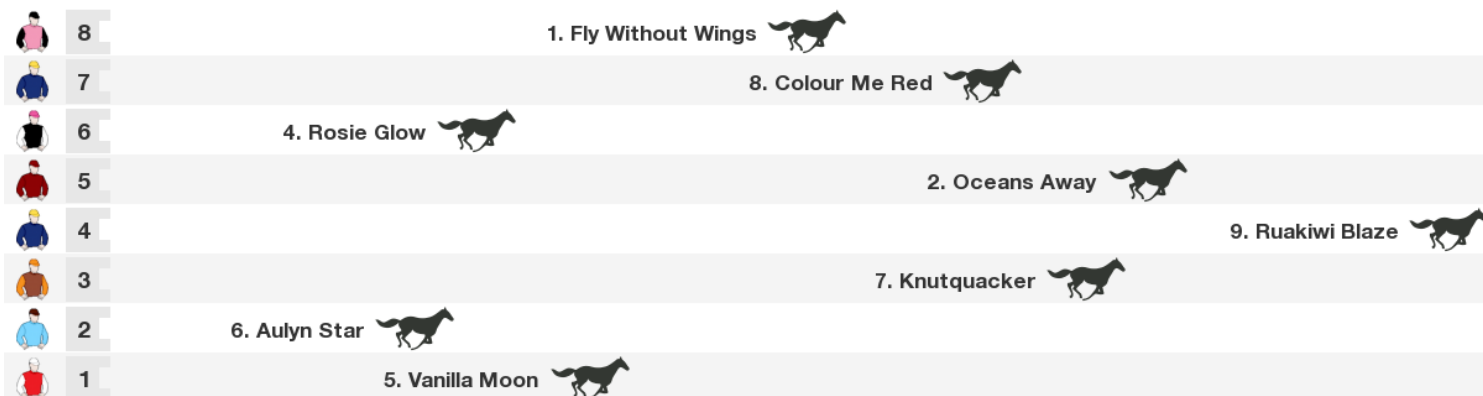 8 1. Fly Without Wings
7 8. Colour Me Red
6 4. Rosie Glow
5 2. Oceans Away
4 9. Ruakiwi Blaze
3 7. Knutquacker
2 6. Aulyn Star
1 5. Vanilla Moon